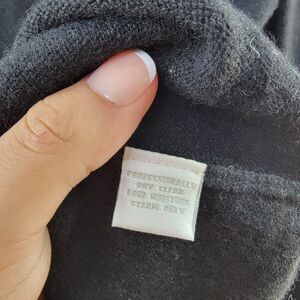 PROFESSIONALLY
DRY CLEAN
LOW MOISTURE
STEAM ONLY